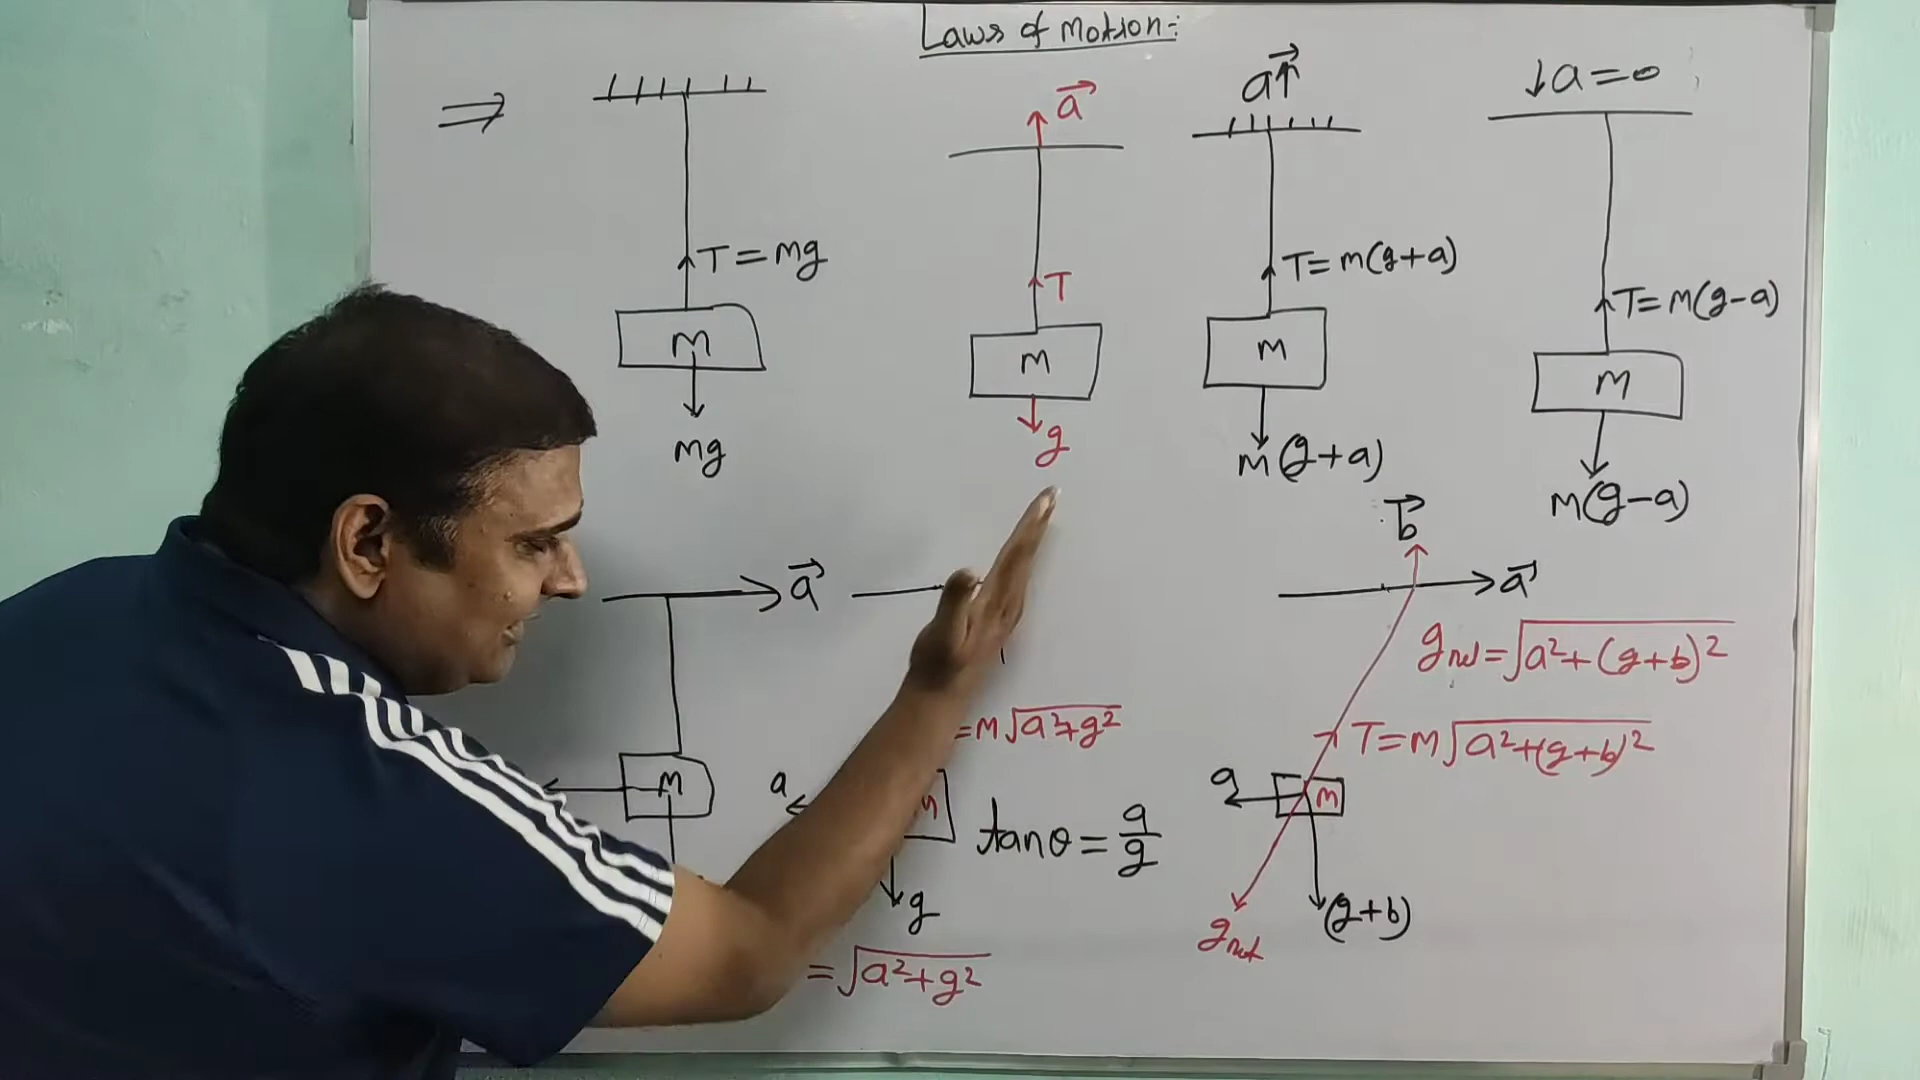 Laws of Motion:-
⇒
T = mg
M
mg
a⃗
T
M
g
a⃗↑
T=m(g+a)
M
M(g+a)
↓a=0
T=M(g-a)
M
M(g-a)
a⃗
M
=M√a²+g²
a
tanθ = a/g
g
=√a²+g²
b⃗
a⃗
gnet=√a²+(g+b)²
T=M√a²+(g+b)²
a
M
(g+b)
gnet